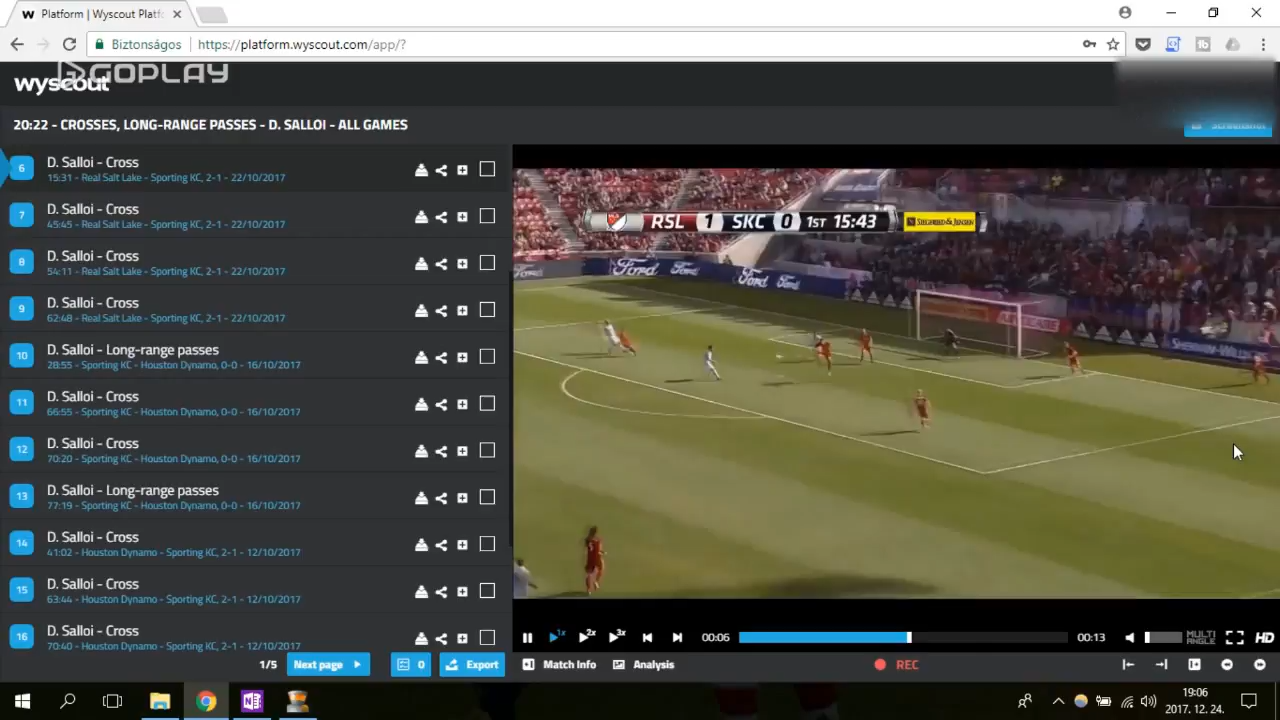 Platform | Wyscout Platf
Biztonságos
https://platform.wyscout.com/app/?
GOPLAY
wyscout
20:22 - CROSSES, LONG-RANGE PASSES - D. SALLOI - ALL GAMES
6
D. Salloi - Cross
15:31 - Real Salt Lake - Sporting KC, 2-1 - 22/10/2017
7
D. Salloi - Cross
45:45 - Real Salt Lake - Sporting KC, 2-1 - 22/10/2017
8
D. Salloi - Cross
54:11 - Real Salt Lake - Sporting KC, 2-1 - 22/10/2017
9
D. Salloi - Cross
62:48 - Real Salt Lake - Sporting KC, 2-1 - 22/10/2017
10
D. Salloi - Long-range passes
28:55 - Sporting KC - Houston Dynamo, 0-0 - 16/10/2017
11
D. Salloi - Cross
66:55 - Sporting KC - Houston Dynamo, 0-0 - 16/10/2017
12
D. Salloi - Cross
70:20 - Sporting KC - Houston Dynamo, 0-0 - 16/10/2017
13
D. Salloi - Long-range passes
77:19 - Sporting KC - Houston Dynamo, 0-0 - 16/10/2017
14
D. Salloi - Cross
41:02 - Houston Dynamo - Sporting KC, 2-1 - 12/10/2017
15
D. Salloi - Cross
63:44 - Houston Dynamo - Sporting KC, 2-1 - 12/10/2017
16
D. Salloi - Cross
70:40 - Houston Dynamo - Sporting KC, 2-1 - 12/10/2017
1/5
Next page
0
Export
RSL 1 SKC 0 1ST 15:43
SIEGFRIED & JENSEN
Ford Ford
Ford Ford
1x 2x 3x
00:06
00:13
MULTI ANGLE
HD
Match Info
Analysis
REC
19:06
2017. 12. 24.